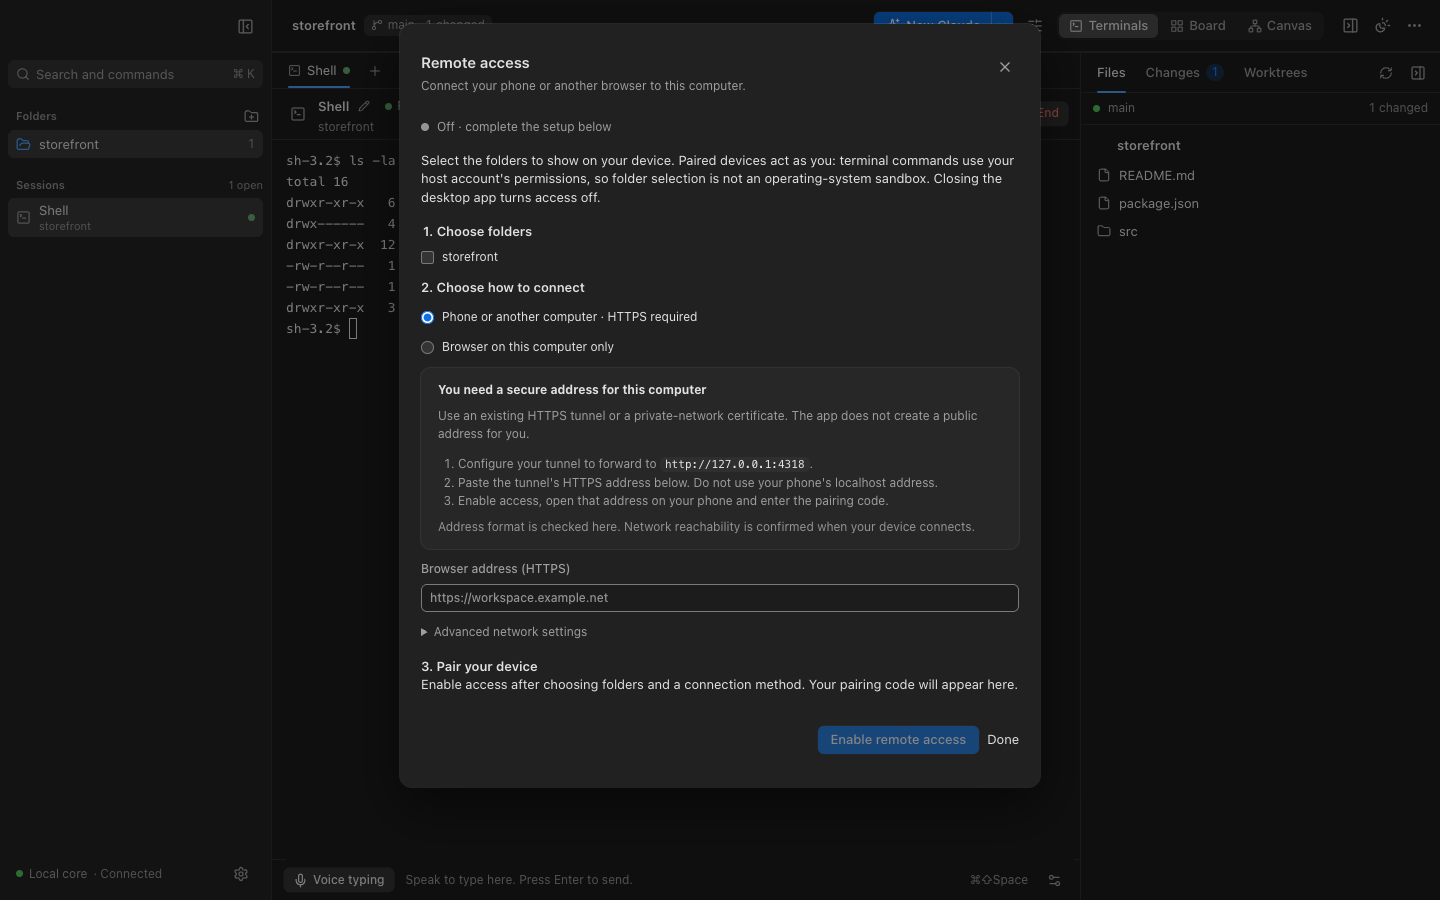 storefront
main · 1 changed
New Claude
Terminals
Board
Canvas
Search and commands
⌘ K
Folders
storefront
1
Sessions
1 open
Shell
storefront
Local core · Connected
Shell
Shell
storefront
End
sh-3.2$ ls -la
total 16
drwxr-xr-x 6
drwx------ 4
drwxr-xr-x 12
-rw-r--r-- 1
-rw-r--r-- 1
drwxr-xr-x 3
sh-3.2$
Remote access
Connect your phone or another browser to this computer.
Off · complete the setup below
Select the folders to show on your device. Paired devices act as you: terminal commands use your
host account's permissions, so folder selection is not an operating-system sandbox. Closing the
desktop app turns access off.
1. Choose folders
storefront
2. Choose how to connect
Phone or another computer · HTTPS required
Browser on this computer only
You need a secure address for this computer
Use an existing HTTPS tunnel or a private-network certificate. The app does not create a public
address for you.
1. Configure your tunnel to forward to http://127.0.0.1:4318.
2. Paste the tunnel's HTTPS address below. Do not use your phone's localhost address.
3. Enable access, open that address on your phone and enter the pairing code.
Address format is checked here. Network reachability is confirmed when your device connects.
Browser address (HTTPS)
https://workspace.example.net
Advanced network settings
3. Pair your device
Enable access after choosing folders and a connection method. Your pairing code will appear here.
Enable remote access
Done
Voice typing
Speak to type here. Press Enter to send.
⌘⇧Space
Files
Changes 1
Worktrees
main
1 changed
storefront
README.md
package.json
src